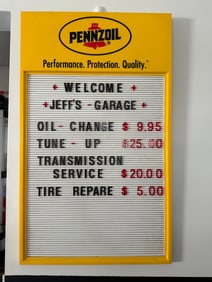 PENNZOIL
Performance. Protection. Quality.™
+ WELCOME +
+JEFF'S - GARAGE+
OIL - CHANGE $ 9.95
TUNE - UP $25.00
TRANSMISSION
SERVICE $20.00
TIRE REPARE $ 5.00